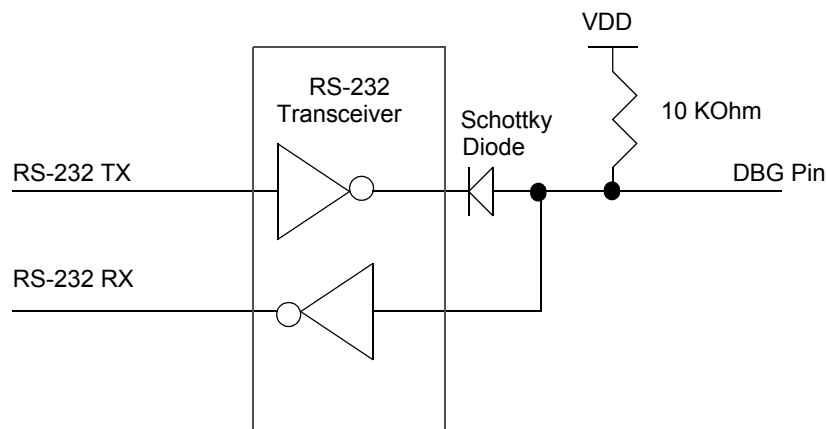 VDD
RS-232
Transceiver
Schottky
Diode
10 KOhm
RS-232 TX
DBG Pin
RS-232 RX